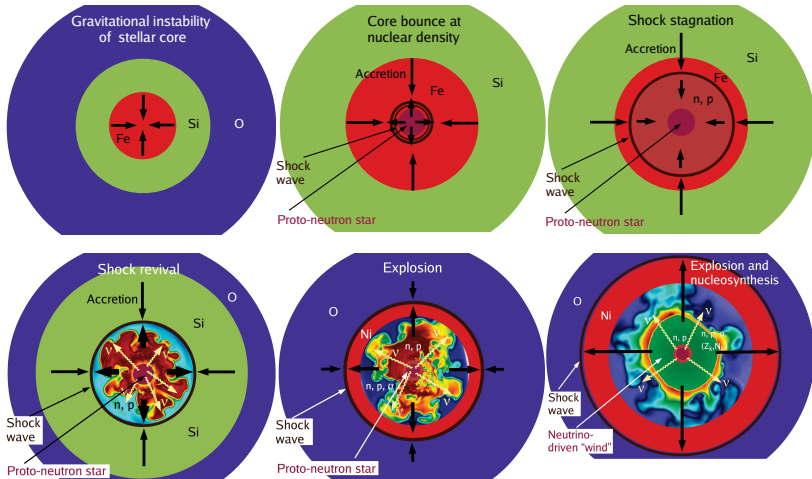 Gravitational instability
of stellar core
Fe
Si
O
Core bounce at
nuclear density
Accretion
Fe
Si
Shock
wave
Proto-neutron star
Shock stagnation
Accretion
Si
Fe
n, p
Shock
wave
Proto-neutron star
Shock revival
Accretion
O
Si
ν
ν
ν
ν
n, p
Si
Shock
wave
Proto-neutron star
Explosion
O
Ni
n, p
ν
ν
n, p, α
ν
ν
Shock
wave
Proto-neutron star
Explosion and
nucleosynthesis
O
Ni
ν
ν
n, p
n, p, α
ν
ν
Shock
wave
Neutrino-
driven "wind"